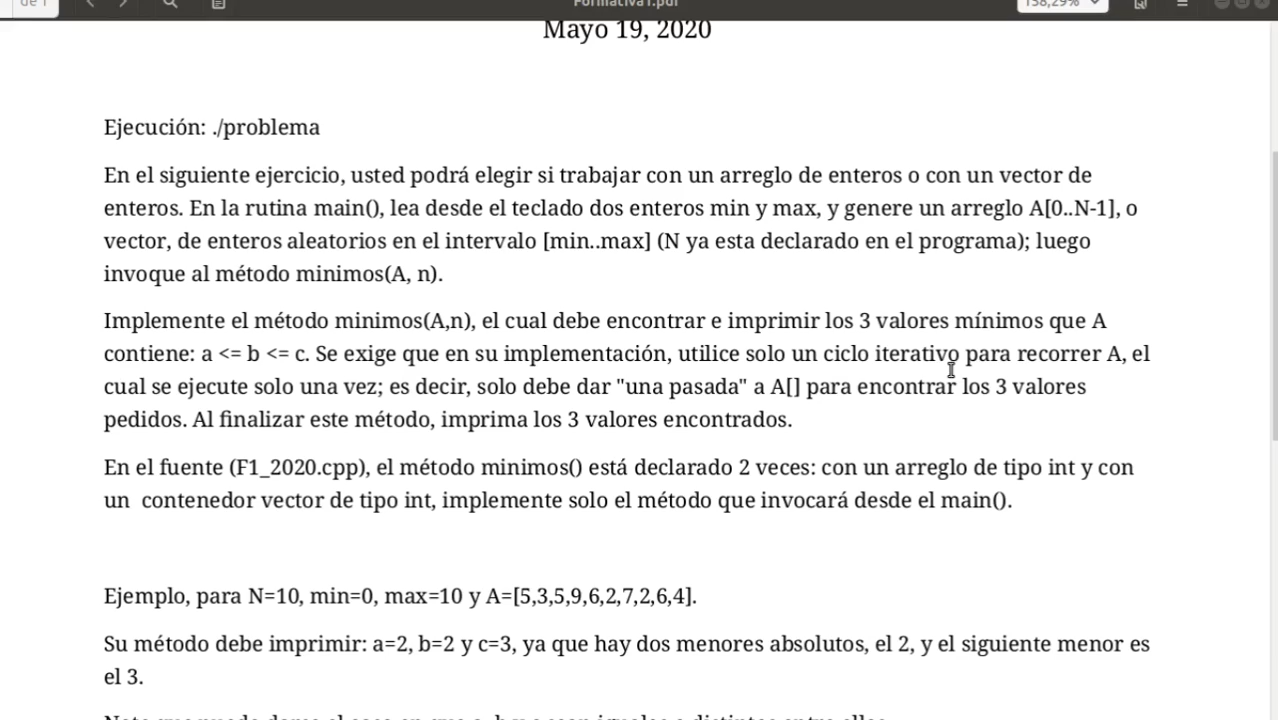 de 1
Formativa1.pdf
158,29%
Mayo 19, 2020
Ejecución: ./problema
En el siguiente ejercicio, usted podrá elegir si trabajar con un arreglo de enteros o con un vector de
enteros. En la rutina main(), lea desde el teclado dos enteros min y max, y genere un arreglo A[0..N-1], o
vector, de enteros aleatorios en el intervalo [min..max] (N ya esta declarado en el programa); luego
invoque al método minimos(A, n).
Implemente el método minimos(A,n), el cual debe encontrar e imprimir los 3 valores mínimos que A
contiene: a <= b <= c. Se exige que en su implementación, utilice solo un ciclo iterativo para recorrer A, el
cual se ejecute solo una vez; es decir, solo debe dar "una pasada" a A[] para encontrar los 3 valores
pedidos. Al finalizar este método, imprima los 3 valores encontrados.
En el fuente (F1_2020.cpp), el método minimos() está declarado 2 veces: con un arreglo de tipo int y con
un  contenedor vector de tipo int, implemente solo el método que invocará desde el main().
Ejemplo, para N=10, min=0, max=10 y A=[5,3,5,9,6,2,7,2,6,4].
Su método debe imprimir: a=2, b=2 y c=3, ya que hay dos menores absolutos, el 2, y el siguiente menor es
el 3.